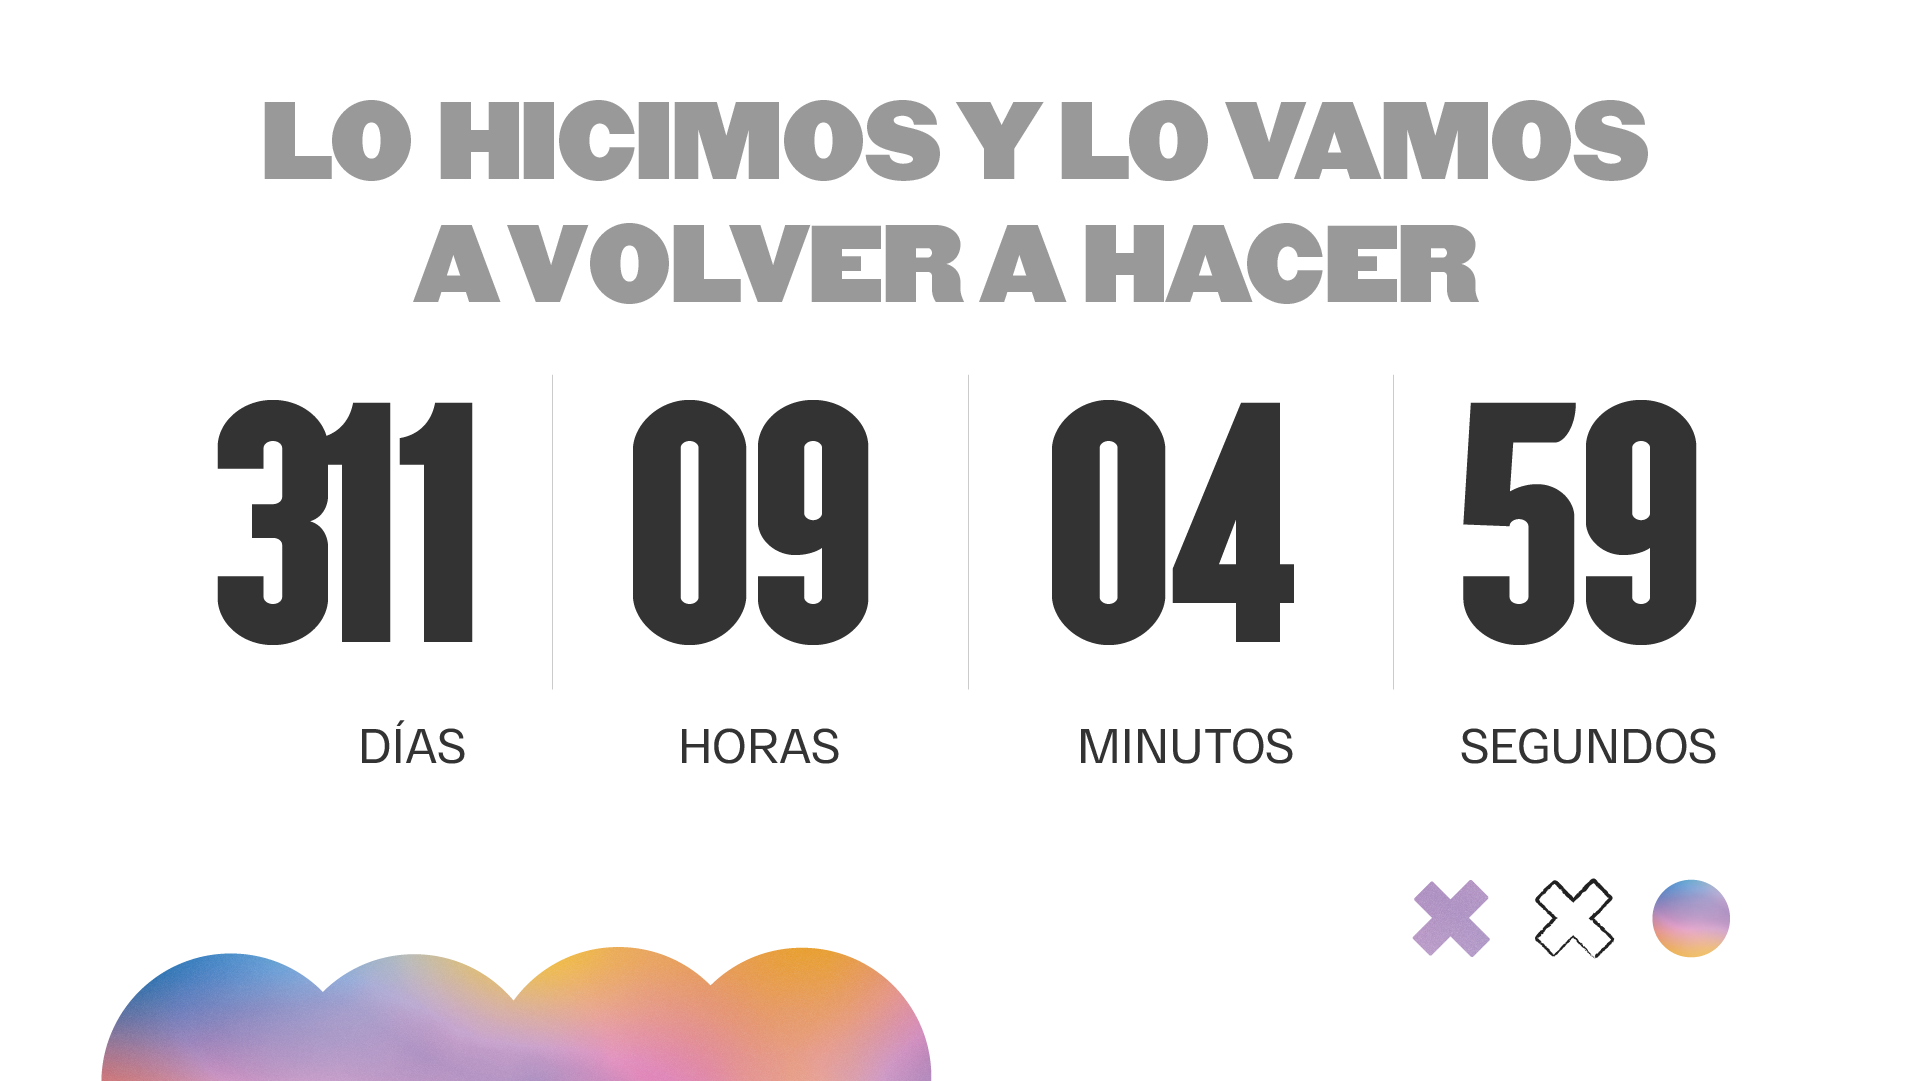 LO HICIMOS Y LO VAMOS
A VOLVER A HACER
311 09 04 59
DÍAS HORAS MINUTOS SEGUNDOS